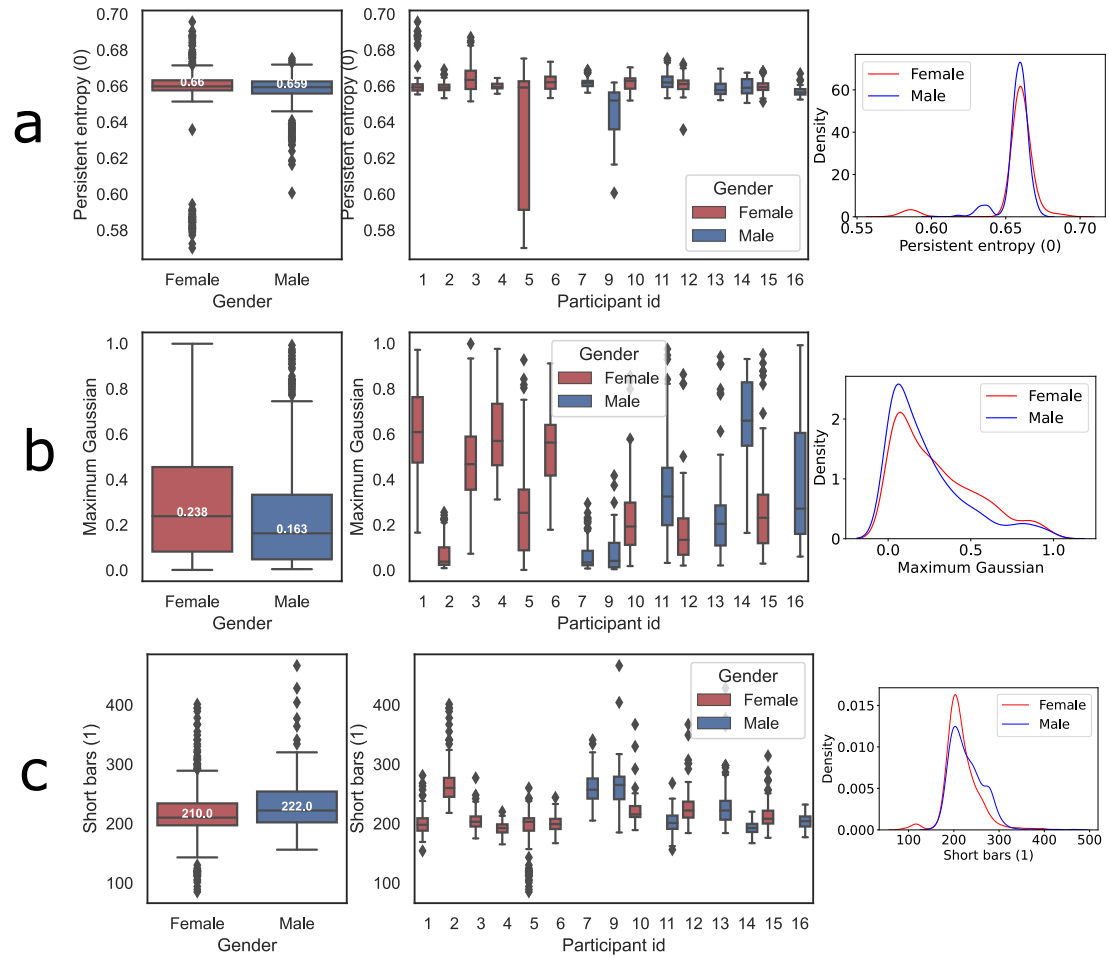 a
Persistent entropy (0)
0.70
0.68
0.66
0.64
0.62
0.60
0.58
0.66
0.659
Female Male
Gender
Persistent entropy (0)
0.70
0.68
0.66
0.64
0.62
0.60
0.58
Gender
Female
Male
1 2 3 4 5 6 7 9 10 11 12 13 14 15 16
Participant id
Density
60
40
20
0
Female
Male
0.55 0.60 0.65 0.70
Persistent entropy (0)
b
Maximum Gaussian
1.0
0.8
0.6
0.4
0.2
0.0
0.238
0.163
Female Male
Gender
Maximum Gaussian
1.0
0.8
0.6
0.4
0.2
0.0
Gender
Female
Male
1 2 3 4 5 6 7 9 10 11 12 13 14 15 16
Participant id
Density
2
1
0
Female
Male
0.0 0.5 1.0
Maximum Gaussian
c
Short bars (1)
400
300
200
100
210.0
222.0
Female Male
Gender
Short bars (1)
400
300
200
100
Gender
Female
Male
1 2 3 4 5 6 7 9 10 11 12 13 14 15 16
Participant id
Density
0.015
0.010
0.005
0.000
Female
Male
100 200 300 400 500
Short bars (1)